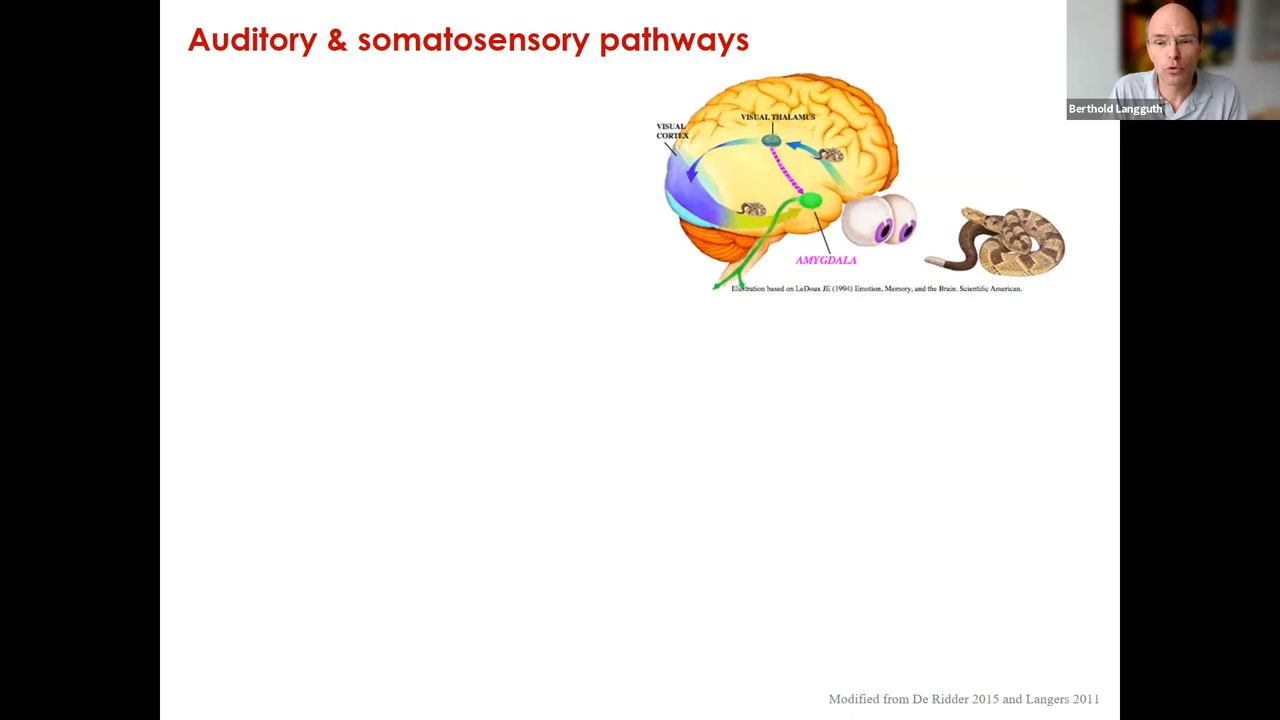 Auditory & somatosensory pathways
Berthold Langguth
VISUAL THALAMUS
VISUAL
CORTEX
AMYGDALA
Illustration based on LeDoux JE (1994) Emotion, Memory, and the Brain. Scientific American.
Modified from De Ridder 2015 and Langers 2011